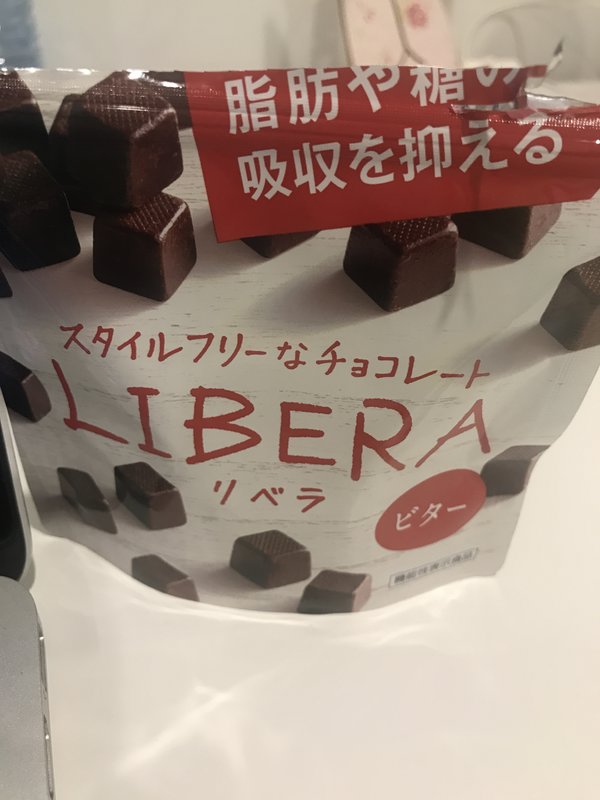 脂肪や糖の
吸収を抑える
スタイルフリーなチョコレート
LIBERA
リベラ
ビター
機能性表示食品